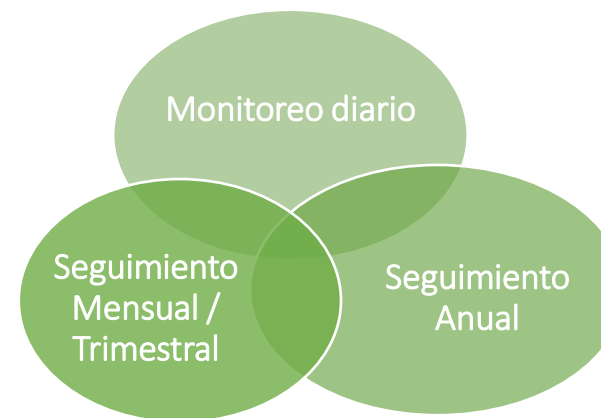 Monitoreo diario
Seguimiento
Mensual /
Trimestral
Seguimiento
Anual